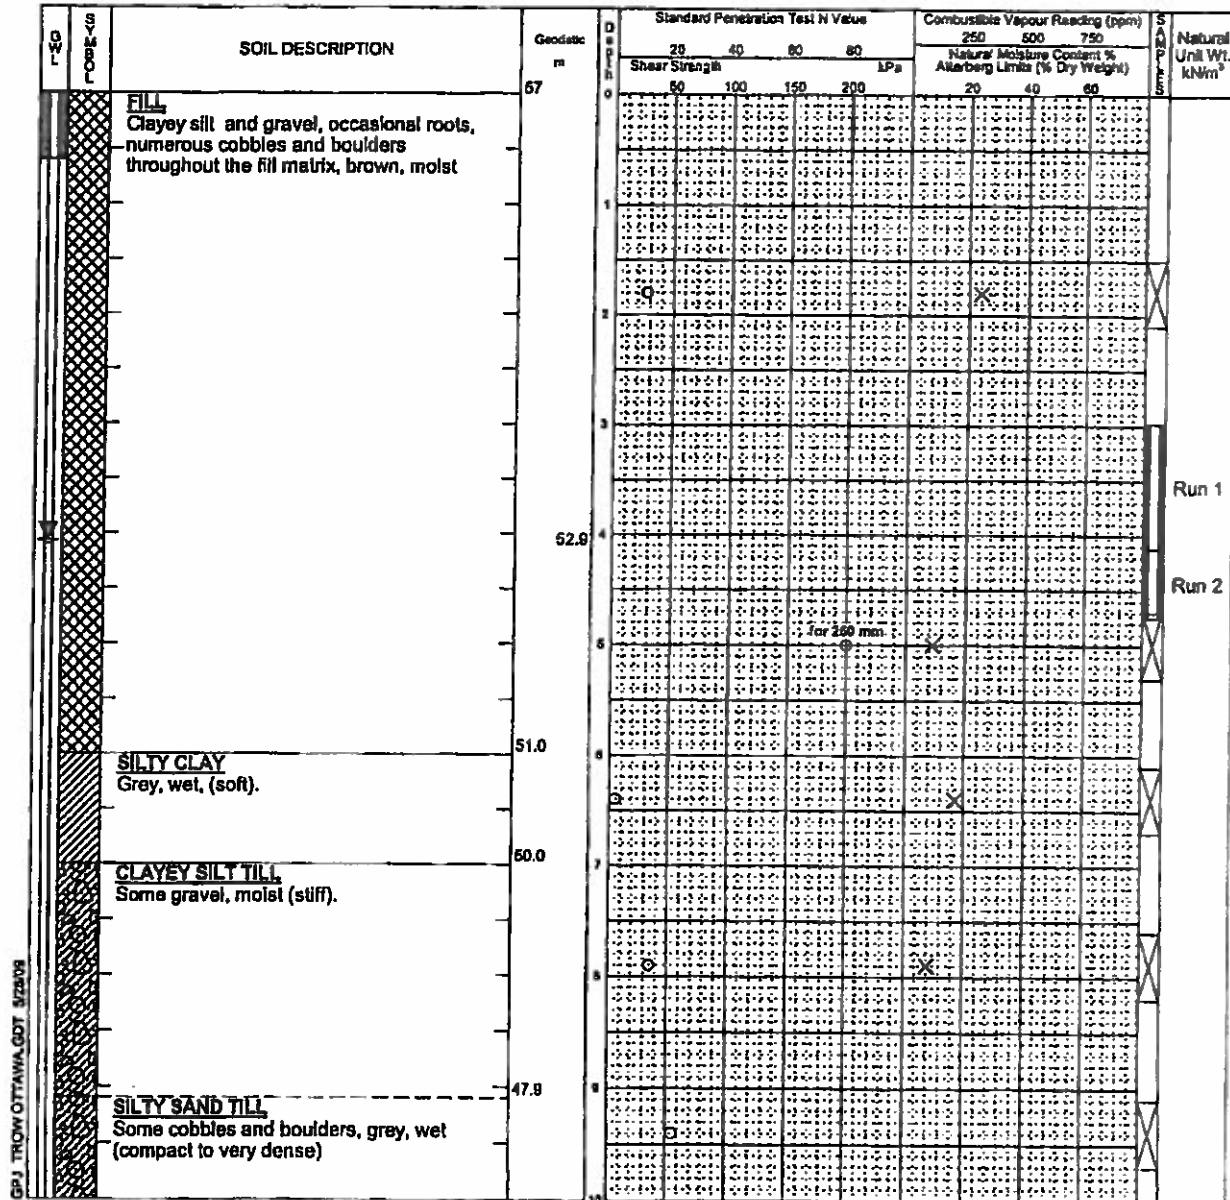 GWL
SYMBOL
SOIL DESCRIPTION
Geodetic
m
Depth
Standard Penetration Test N Value
20 40 60 80
Shear Strength kPa
50 100 150 200
Combustible Vapour Reading (ppm)
250 500 750
Natural Moisture Content %
Atterberg Limits (% Dry Weight)
20 40 60
SAMPLES
Natural
Unit Wt.
kN/m³
57
0
FILL
Clayey silt and gravel, occasional roots,
numerous cobbles and boulders
throughout the fill matrix, brown, moist
1
2
3
Run 1
52.9
4
Run 2
for 250 mm
5
51.0
SILTY CLAY
Grey, wet, (soft).
6
50.0
CLAYEY SILT TILL
Some gravel, moist (stiff).
7
8
47.9
9
SILTY SAND TILL
Some cobbles and boulders, grey, wet
(compact to very dense)
10
GPJ TROW OTTAWA.GDT 5/28/09